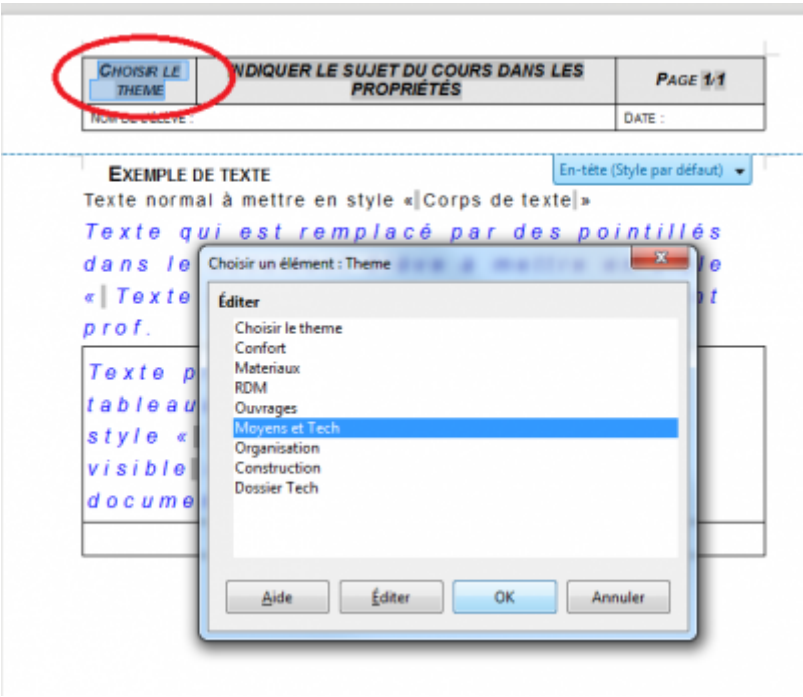 CHOISIR LE
THEME
INDIQUER LE SUJET DU COURS DANS LES
PROPRIÉTÉS
PAGE 1/1
DATE :
EXEMPLE DE TEXTE
En-tête (Style par défaut)
Texte normal à mettre en style « Corps de texte »
Texte qui est remplacé par des pointillés
dans le
« Texte
prof.
Choisir un élément : Theme
Éditer
Choisir le theme
Confort
Materiaux
RDM
Ouvrages
Moyens et Tech
Organisation
Construction
Dossier Tech
Texte p
tableau
style «
visible
docume
Aide
Éditer
OK
Annuler